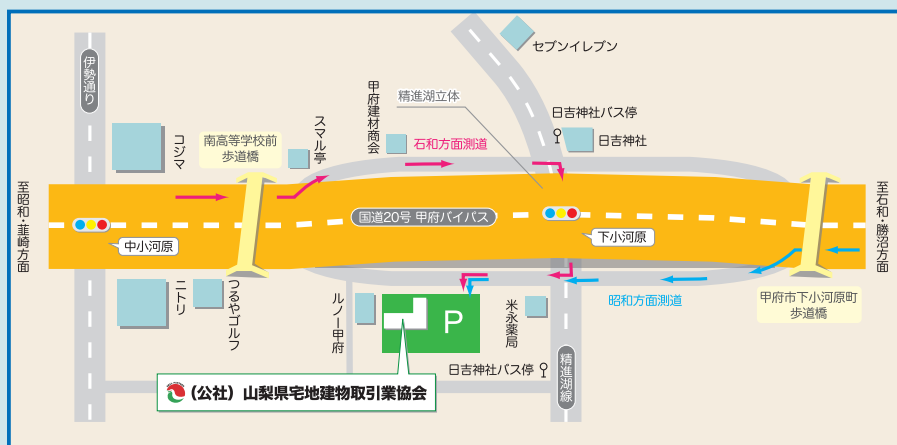 セブンイレブン
伊勢通り
甲府建材商会
精進湖立体
日吉神社バス停
日吉神社
スマル亭
コジマ
南高等学校前
歩道橋
石和方面測道
至昭和・韮崎方面
国道20号 甲府バイパス
至石和・勝沼方面
中小河原
下小河原
ニトリ
つるやゴルフ
ルノー甲府
P
米永薬局
昭和方面測道
甲府市下小河原町
歩道橋
日吉神社バス停
精進湖線
（公社）山梨県宅地建物取引業協会